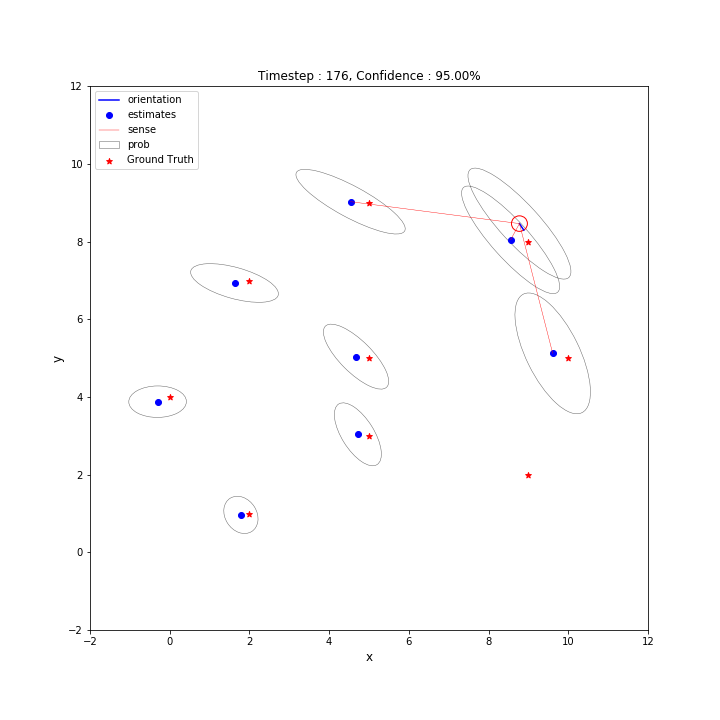 Timestep : 176, Confidence : 95.00%
orientation
estimates
sense
prob
Ground Truth
12
10
8
6
4
2
0
−2
y
−2 0 2 4 6 8 10 12
x